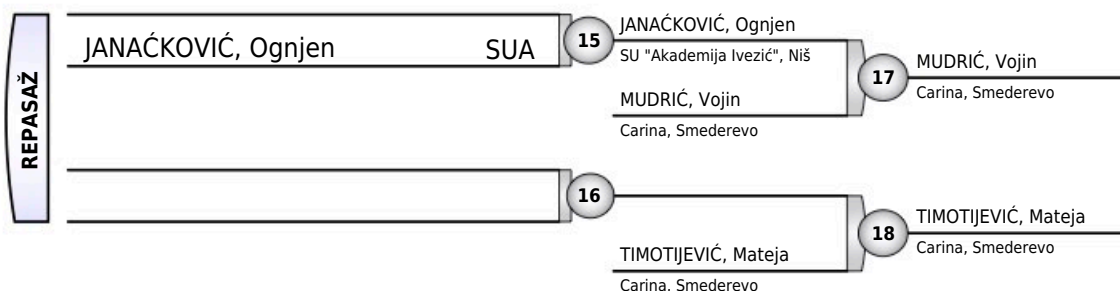 REPASAŽ
JANAĆKOVIĆ, Ognjen SUA
15
JANAĆKOVIĆ, Ognjen
SU "Akademija Ivezić", Niš
MUDRIĆ, Vojin
Carina, Smederevo
17
MUDRIĆ, Vojin
Carina, Smederevo
16
TIMOTIJEVIĆ, Mateja
Carina, Smederevo
18
TIMOTIJEVIĆ, Mateja
Carina, Smederevo